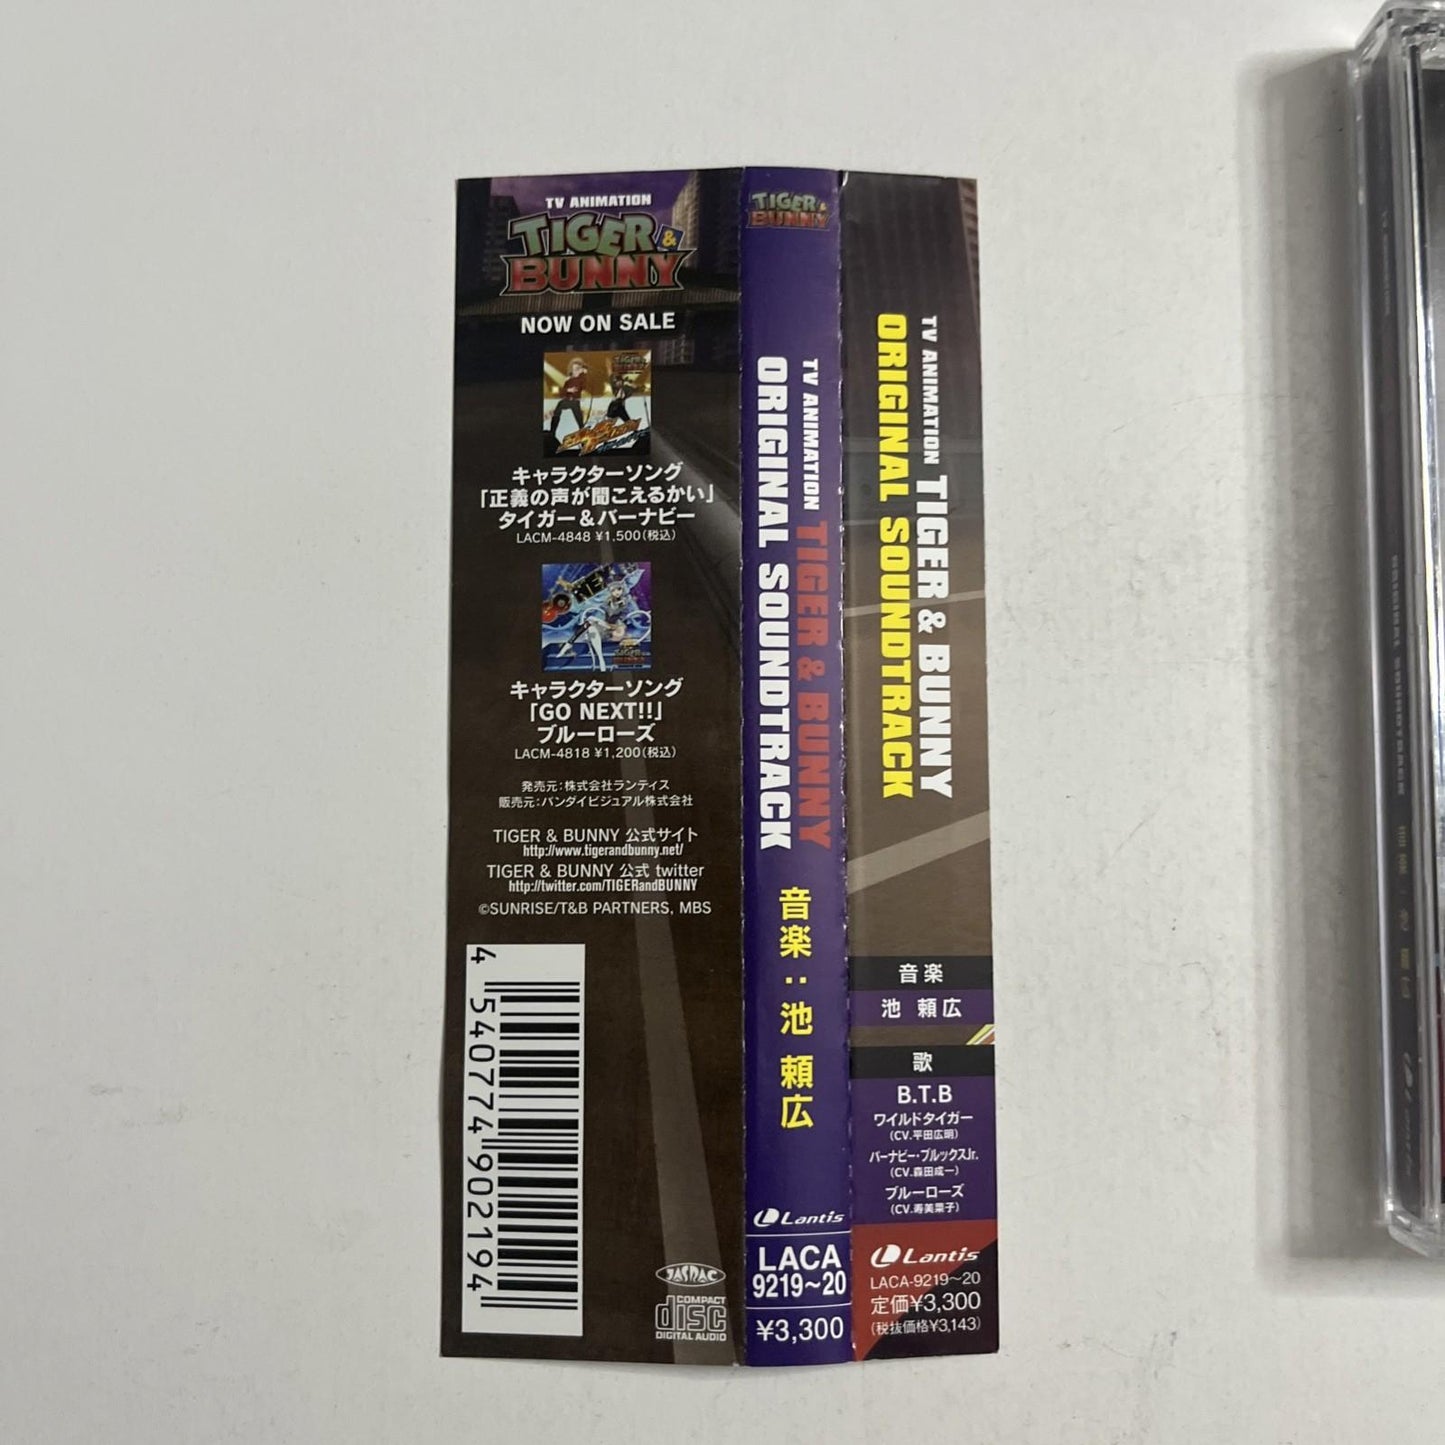 TV ANIMATION
TIGER &
BUNNY
NOW ON SALE
キャラクターソング
「正義の声が聞こえるかい」
タイガー&バーナビー
LACM-4848 ¥1,500(税込)
GO NEX
キャラクターソング
「GO NEXT!!」
ブルーローズ
LACM-4818 ¥1,200(税込)
発売元:株式会社ランティス
販売元:バンダイビジュアル株式会社
TIGER & BUNNY 公式サイト
http://www.tigerandbunny.net/
TIGER & BUNNY 公式 twitter
http://twitter.com/TIGERandBUNNY
©SUNRISE/T&B PARTNERS, MBS
4 540774 902194
JASRAC
COMPACT
disc
DIGITAL AUDIO
TIGER &
BUNNY
TV ANIMATION TIGER & BUNNY
ORIGINAL SOUNDTRACK
音楽:池 頼広
Lantis
LACA
9219~20
¥3,300
TV ANIMATION TIGER & BUNNY
ORIGINAL SOUNDTRACK
音楽
池 頼広
歌
B.T.B
ワイルドタイガー
(CV.平田広明)
バーナビー・ブルックスJr.
(CV.森田成一)
ブルーローズ
(CV.寿美菜子)
Lantis
LACA-9219~20
定価¥3,300
(税抜価格¥3,143)
ORIGINAL SOUNDTRACK